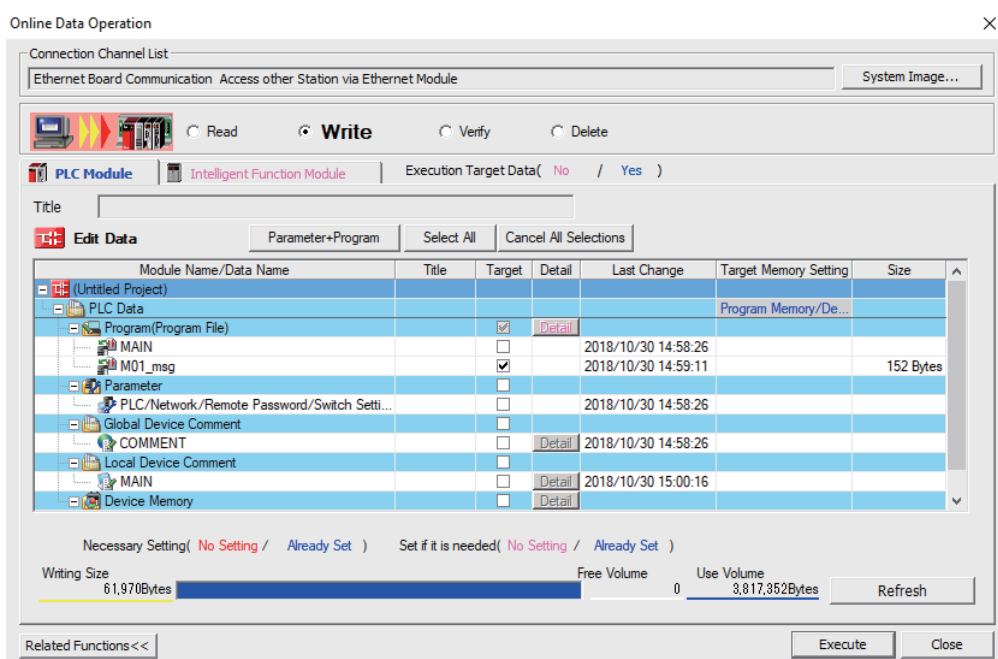 Online Data Operation
Connection Channel List
Ethernet Board Communication Access other Station via Ethernet Module
System Image...
Read Write Verify Delete
PLC Module Intelligent Function Module Execution Target Data( No / Yes )
Title
Edit Data Parameter+Program Select All Cancel All Selections
Module Name/Data Name Title Target Detail Last Change Target Memory Setting Size
(Untitled Project)
PLC Data Program Memory/De...
Program(Program File) Detail
MAIN 2018/10/30 14:58:26
M01_msg 2018/10/30 14:59:11 152 Bytes
Parameter
PLC/Network/Remote Password/Switch Setti... 2018/10/30 14:58:26
Global Device Comment
COMMENT Detail 2018/10/30 14:58:26
Local Device Comment
MAIN Detail 2018/10/30 15:00:16
Device Memory Detail
Necessary Setting( No Setting / Already Set ) Set if it is needed( No Setting / Already Set )
Writing Size Free Volume Use Volume
61,970Bytes 0 3,817,352Bytes Refresh
Related Functions<< Execute Close